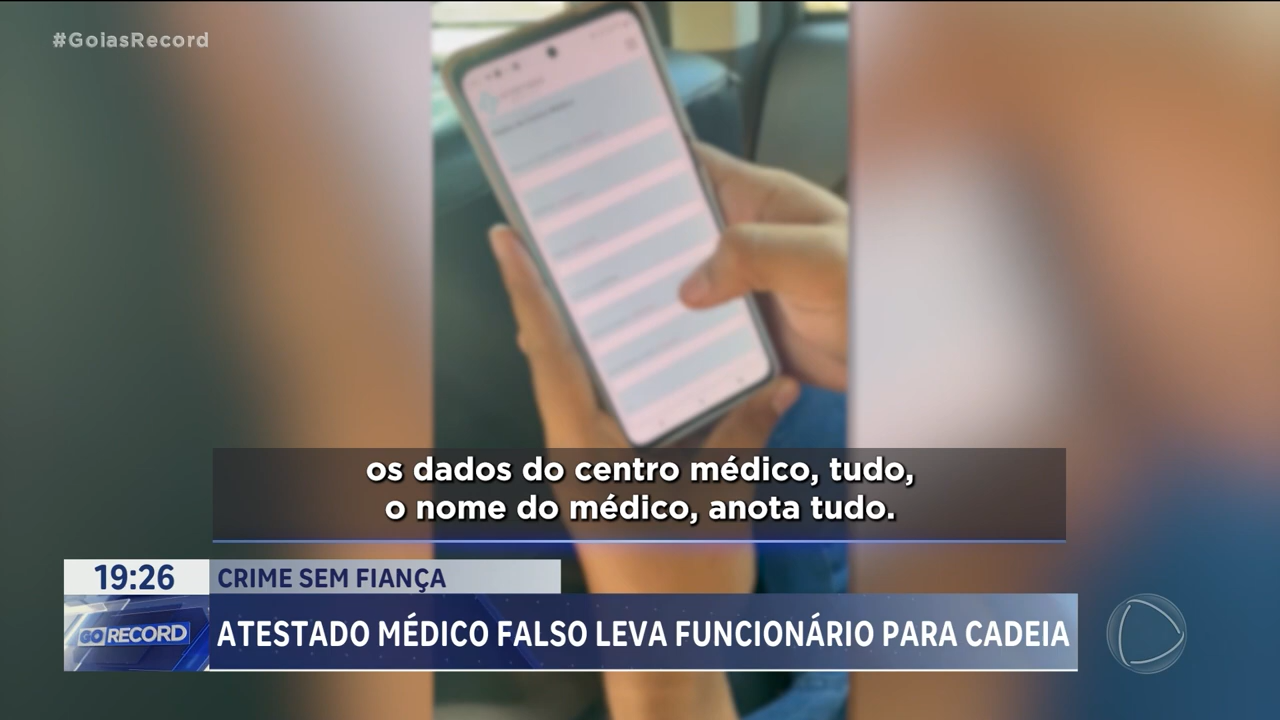 #GoiasRecord
os dados do centro médico, tudo,
o nome do médico, anota tudo.
19:26
CRIME SEM FIANÇA
GO RECORD
ATESTADO MÉDICO FALSO LEVA FUNCIONÁRIO PARA CADEIA